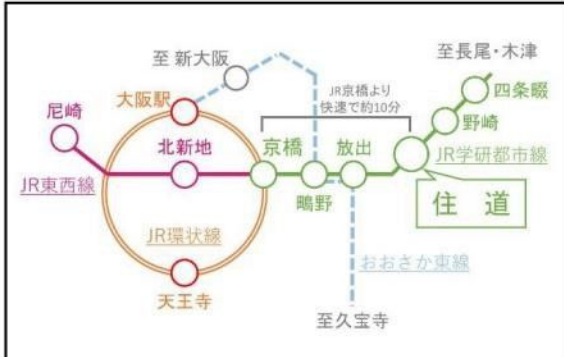 至 新大阪
至長尾・木津
大阪駅
JR京橋より
快速で約10分
四条畷
尼崎
北新地
京橋
放出
野崎
JR学研都市線
JR東西線
鴫野
住 道
JR環状線
おおさか東線
天王寺
至久宝寺